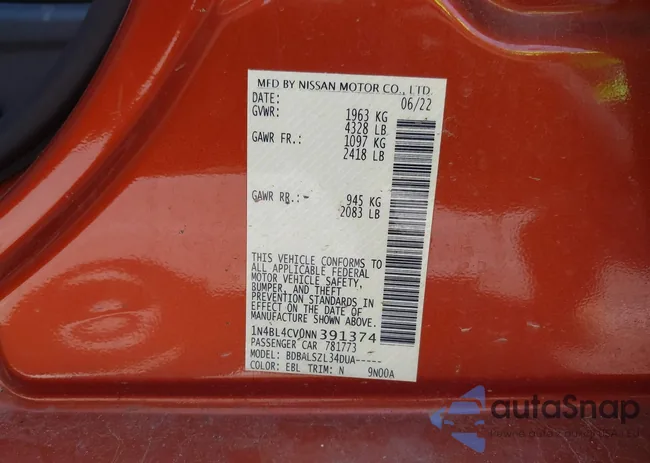 MFD BY NISSAN MOTOR CO., LTD.
DATE: 06/22
GVWR: 1963 KG
4328 LB
GAWR FR.: 1097 KG
2418 LB
GAWR RR.: 945 KG
2083 LB
THIS VEHICLE CONFORMS TO
ALL APPLICABLE FEDERAL
MOTOR VEHICLE SAFETY,
BUMPER, AND THEFT
PREVENTION STANDARDS IN
EFFECT ON THE DATE OF
MANUFACTURE SHOWN ABOVE.
1N4BL4CV0NN391374
PASSENGER CAR 781773
MODEL: BDBALSZL34DUA-----
COLOR: EBL TRIM: N 9N00A
autaSnap